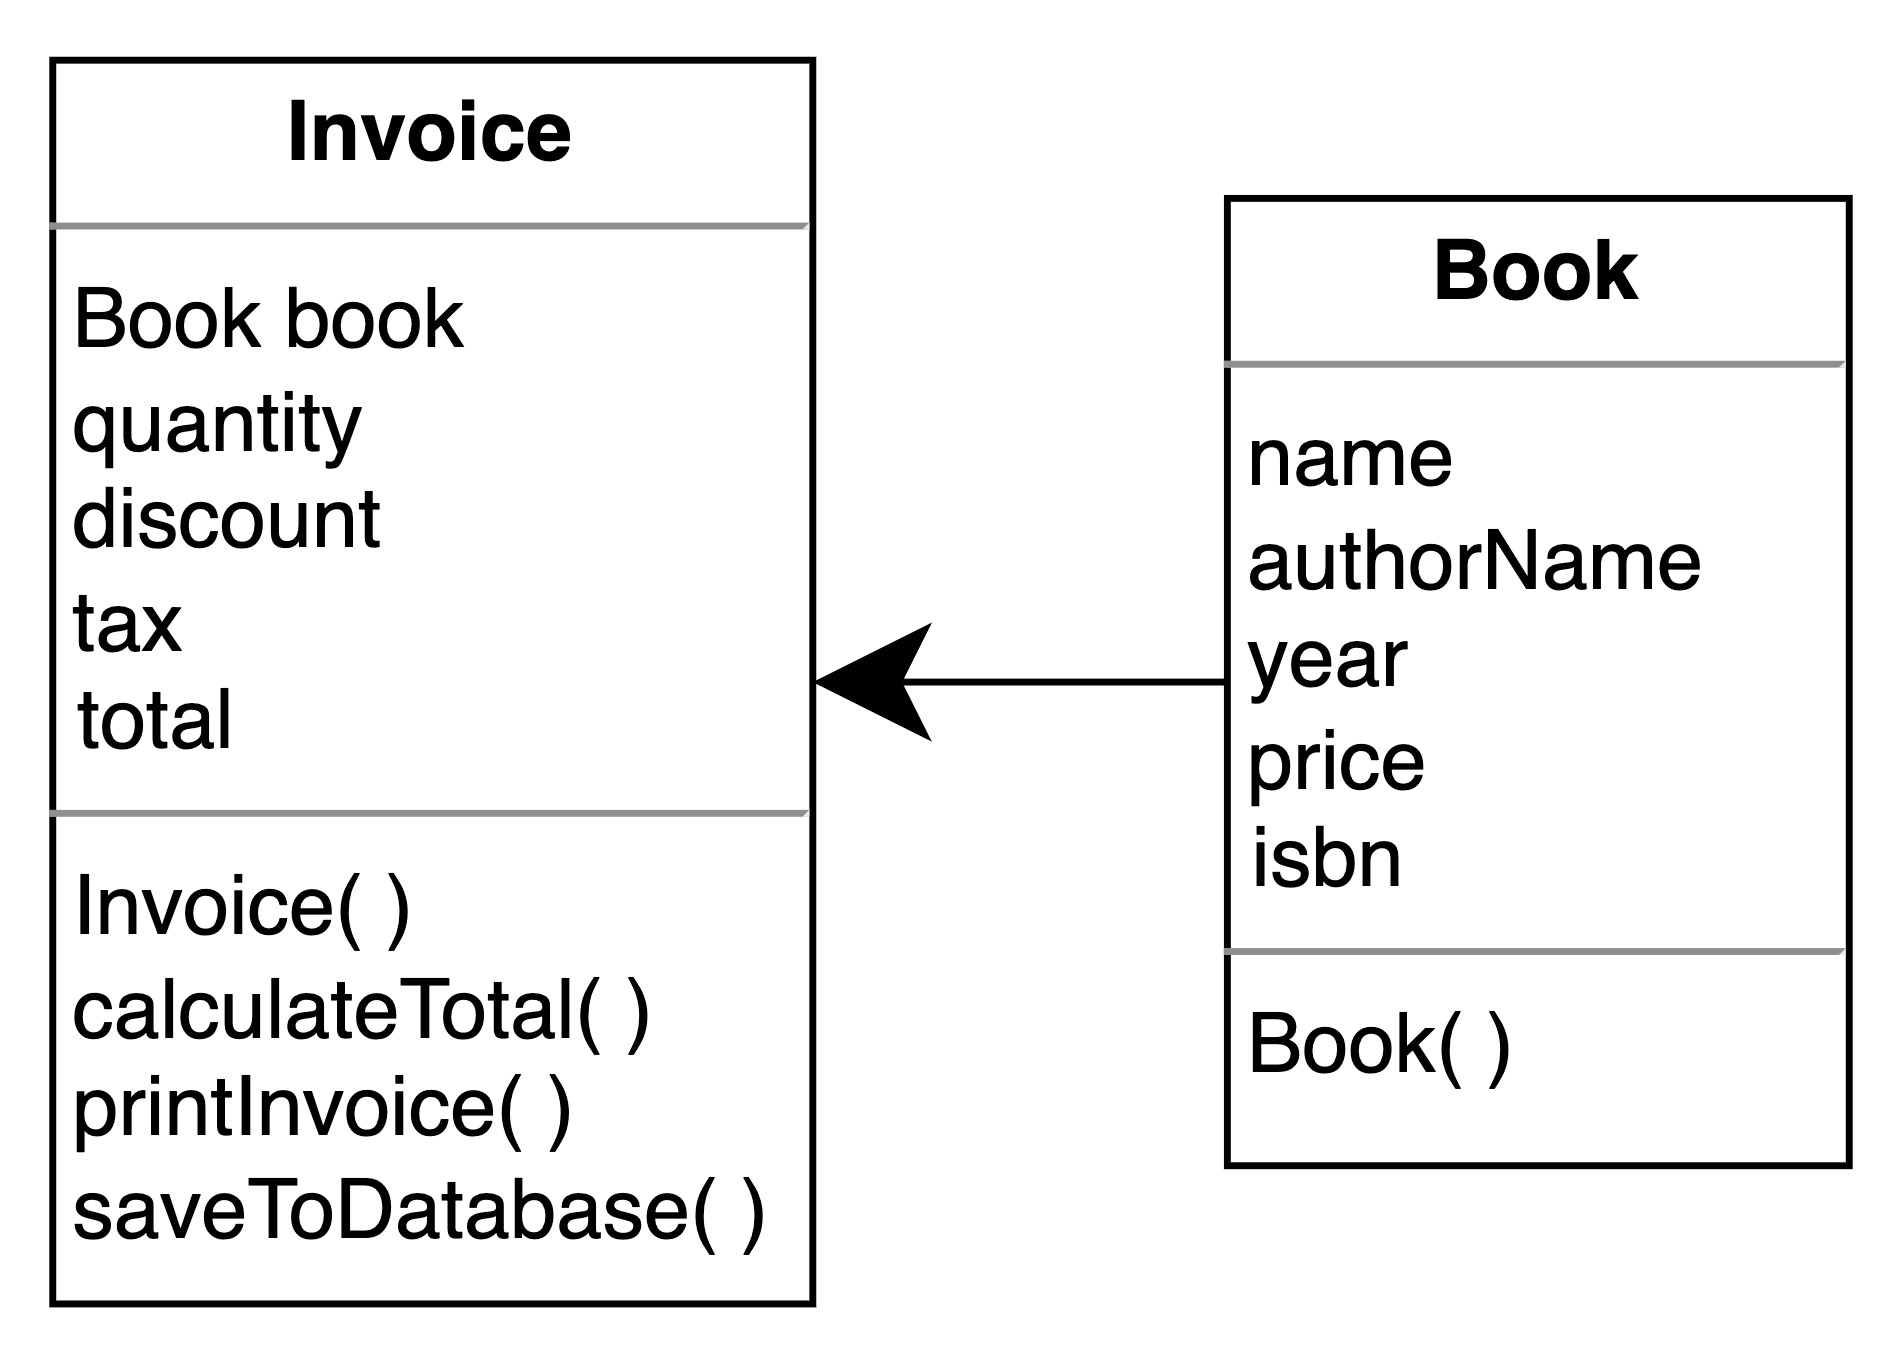 Invoice
Book book
quantity
discount
tax
total
Invoice( )
calculateTotal( )
printInvoice( )
saveToDatabase( )
Book
name
authorName
year
price
isbn
Book( )